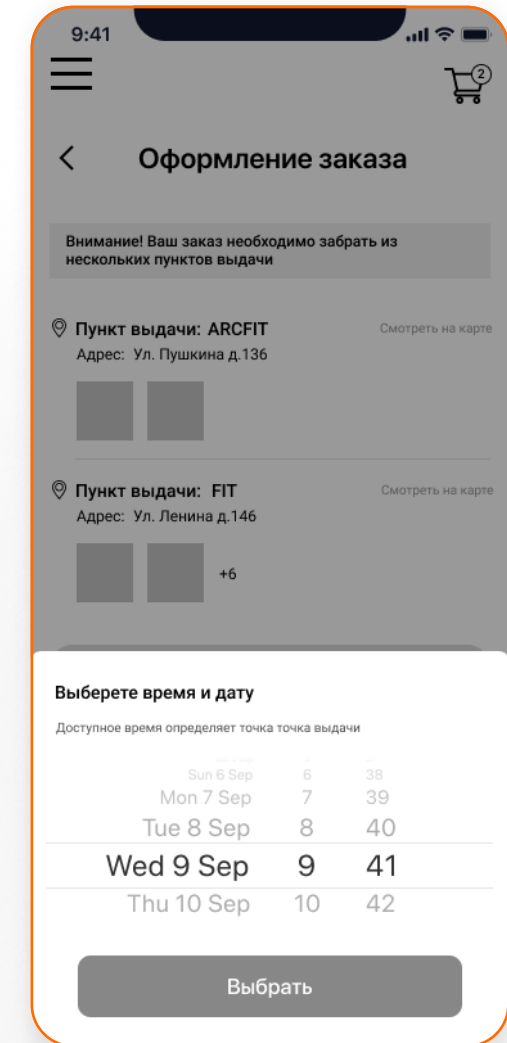 9:41
2
Оформление заказа
Внимание! Ваш заказ необходимо забрать из
нескольких пунктов выдачи
Пункт выдачи: ARCFIT
Смотреть на карте
Адрес: Ул. Пушкина д.136
Пункт выдачи: FIT
Смотреть на карте
Адрес: Ул. Ленина д.146
+6
Выберете время и дату
Доступное время определяет точка точка выдачи
Sun 6 Sep 6 38
Mon 7 Sep 7 39
Tue 8 Sep 8 40
Wed 9 Sep 9 41
Thu 10 Sep 10 42
Выбрать